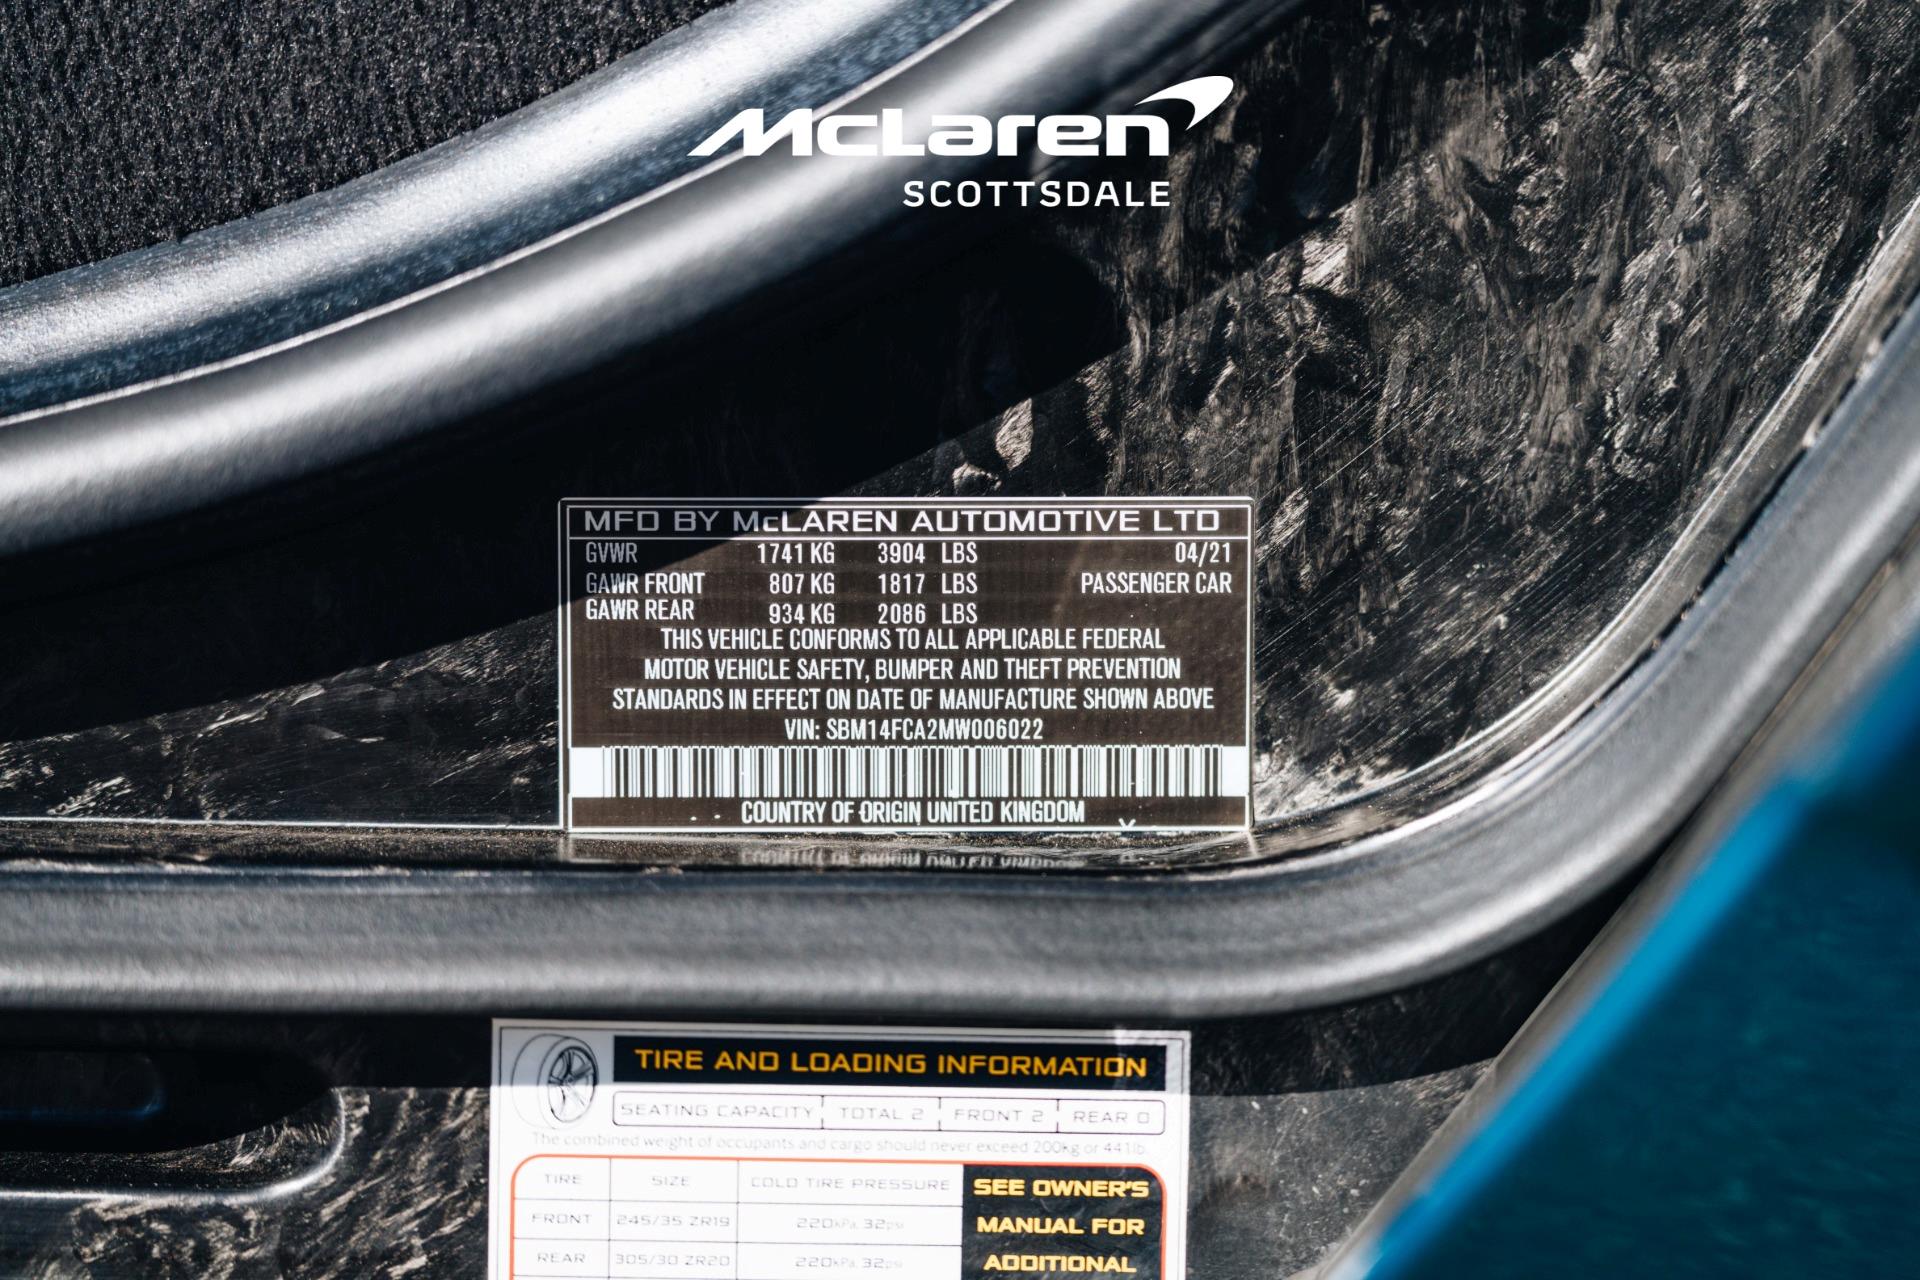 McLaren
SCOTTSDALE
MFD BY McLAREN AUTOMOTIVE LTD
GVWR 1741 KG 3904 LBS 04/21
GAWR FRONT 807 KG 1817 LBS PASSENGER CAR
GAWR REAR 934 KG 2086 LBS
THIS VEHICLE CONFORMS TO ALL APPLICABLE FEDERAL
MOTOR VEHICLE SAFETY, BUMPER AND THEFT PREVENTION
STANDARDS IN EFFECT ON DATE OF MANUFACTURE SHOWN ABOVE
VIN: SBM14FCA2MW006022
COUNTRY OF ORIGIN UNITED KINGDOM
TIRE AND LOADING INFORMATION
SEATING CAPACITY TOTAL 2 FRONT 2 REAR 0
The combined weight of occupants and cargo should never exceed 200kg or 441lb.
TIRE SIZE COLD TIRE PRESSURE SEE OWNER'S
FRONT 245/35 ZR19 220kPa, 32psi MANUAL FOR
REAR 305/30 ZR20 220kPa, 32psi ADDITIONAL